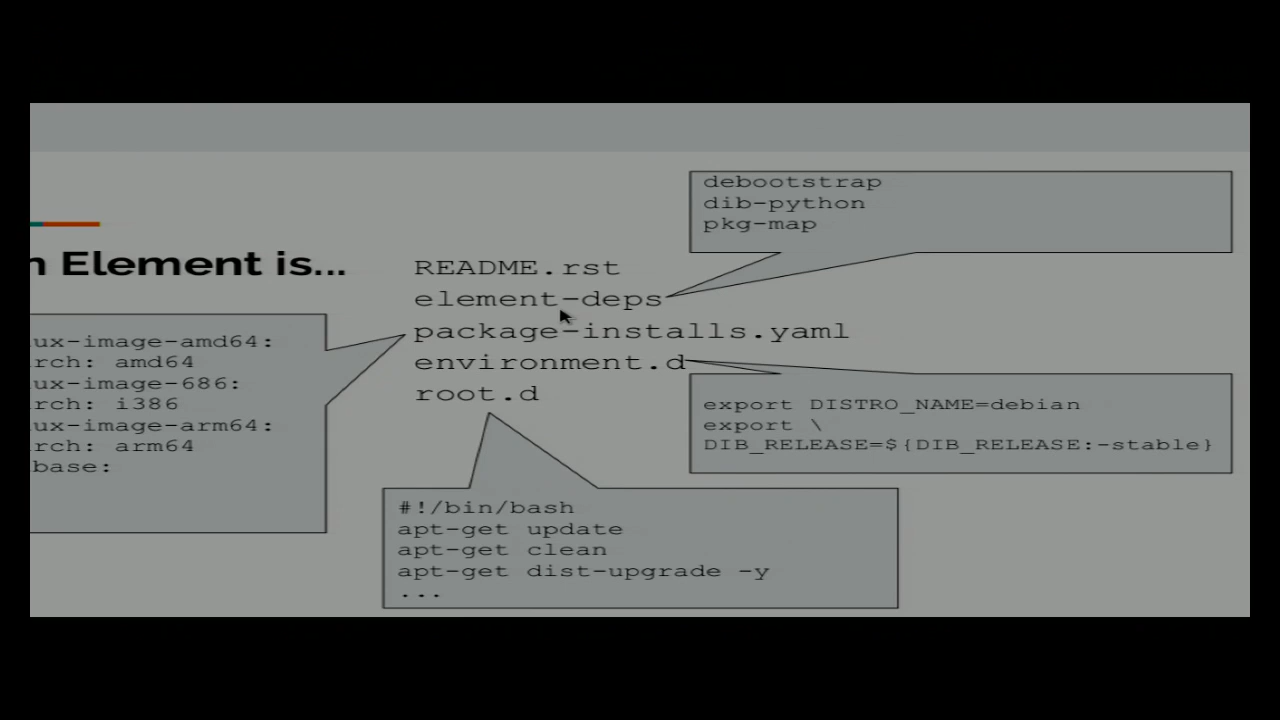 n Element is...
README.rst
element-deps
package-installs.yaml
environment.d
root.d
debootstrap
dib-python
pkg-map
ux-image-amd64:
rch: amd64
ux-image-686:
rch: i386
ux-image-arm64:
rch: arm64
base:
export DISTRO_NAME=debian
export \
DIB_RELEASE=${DIB_RELEASE:-stable}
#!/bin/bash
apt-get update
apt-get clean
apt-get dist-upgrade -y
...